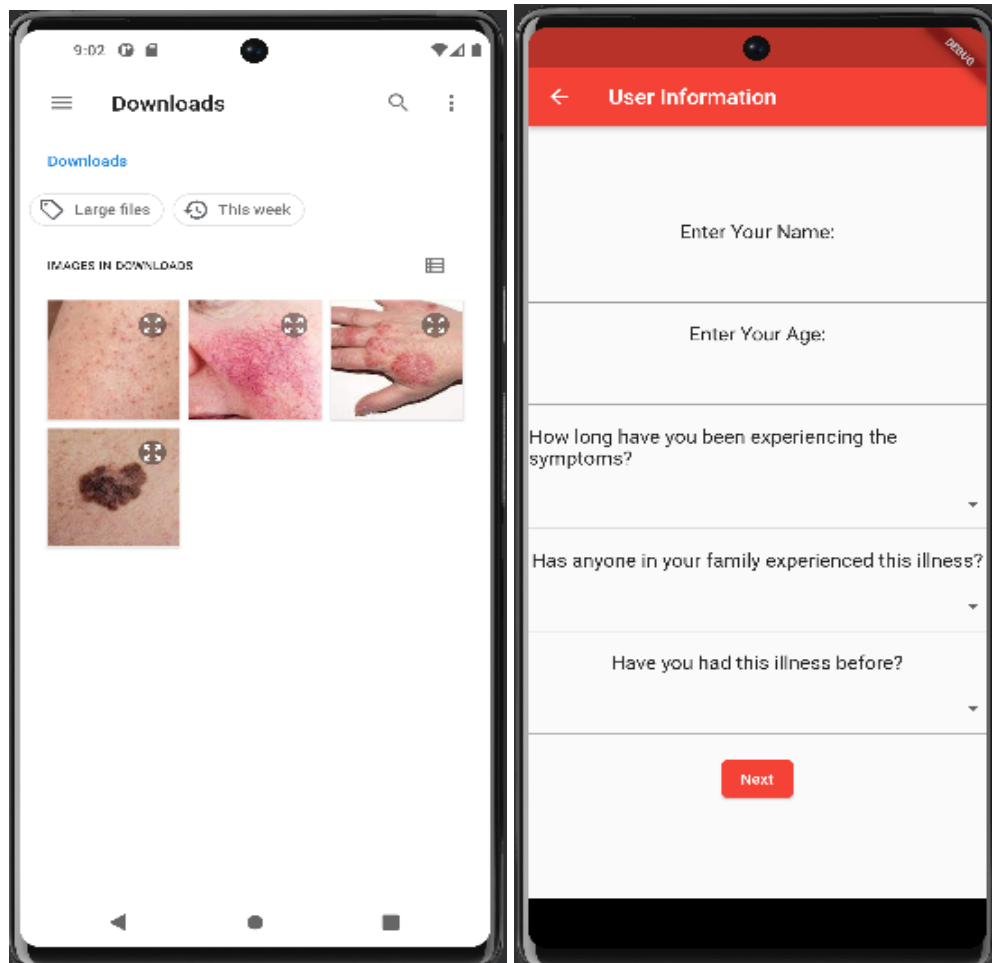 9:02
Downloads
Downloads
Large files
This week
IMAGES IN DOWNLOADS
DEBUG
User Information
Enter Your Name:
Enter Your Age:
How long have you been experiencing the
symptoms?
Has anyone in your family experienced this illness?
Have you had this illness before?
Next